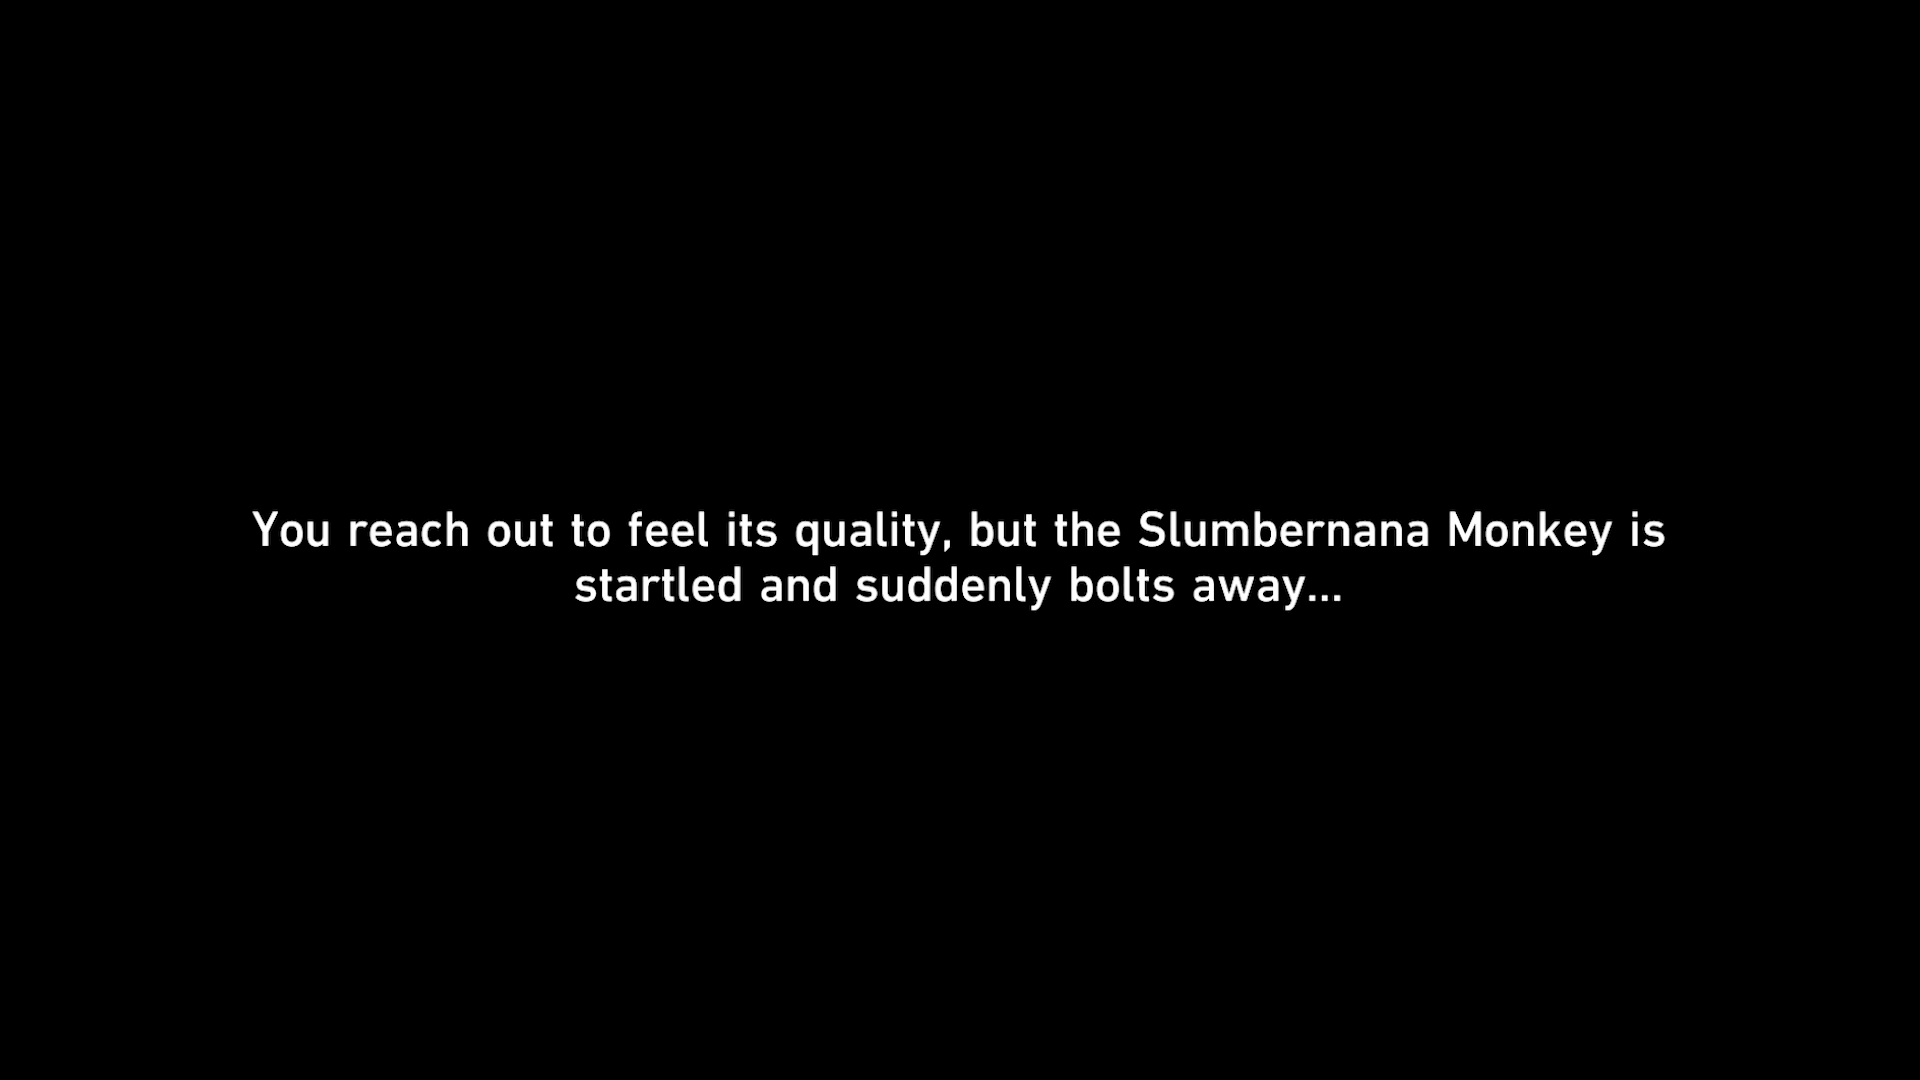 You reach out to feel its quality, but the Slumbernana Monkey is
startled and suddenly bolts away...